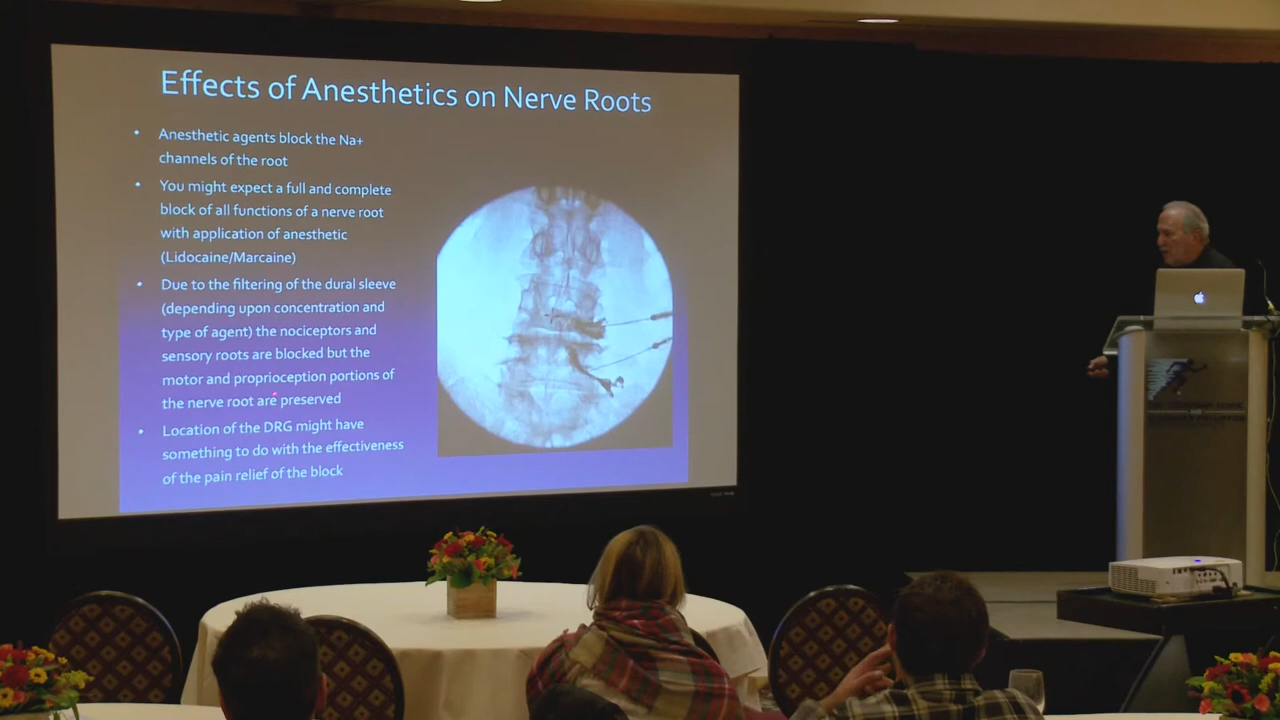 Effects of Anesthetics on Nerve Roots
• Anesthetic agents block the Na+
channels of the root
• You might expect a full and complete
block of all functions of a nerve root
with application of anesthetic
(Lidocaine/Marcaine)
• Due to the filtering of the dural sleeve
(depending upon concentration and
type of agent) the nociceptors and
sensory roots are blocked but the
motor and proprioception portions of
the nerve root are preserved
• Location of the DRG might have
something to do with the effectiveness
of the pain relief of the block